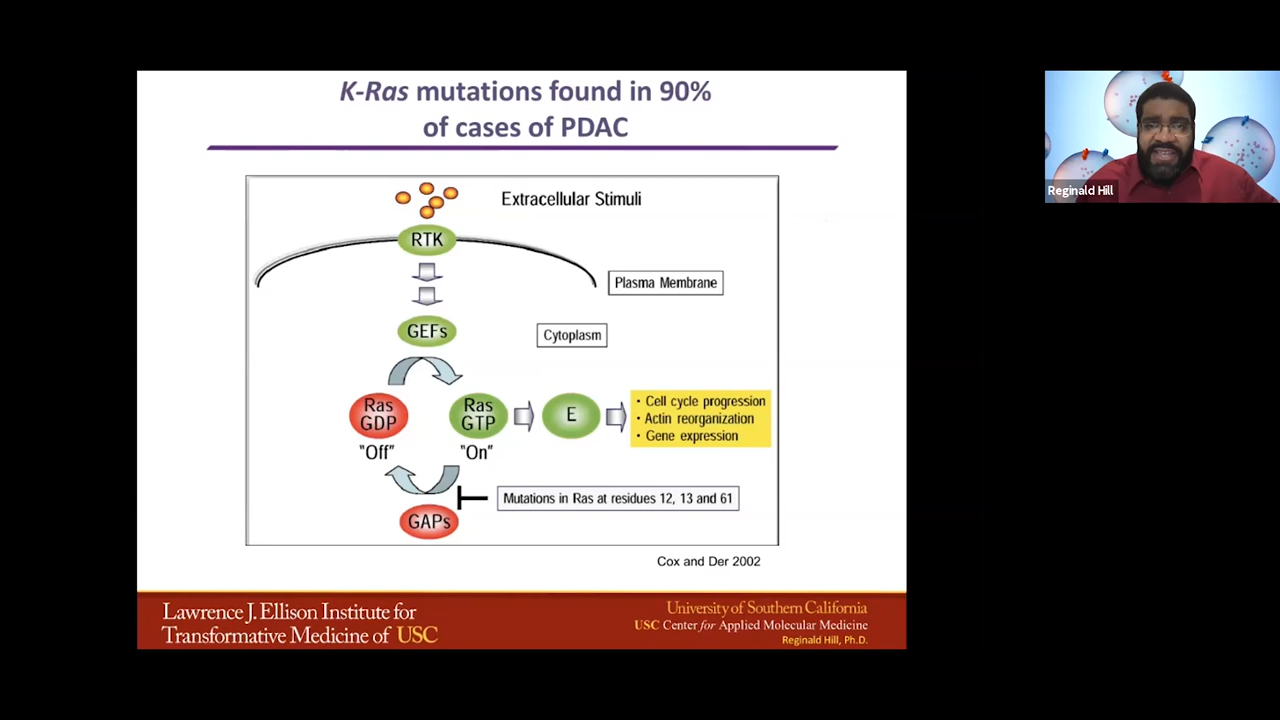 K-Ras mutations found in 90%
of cases of PDAC
Extracellular Stimuli
RTK
Plasma Membrane
GEFs
Cytoplasm
Ras
GDP
Ras
GTP
E
• Cell cycle progression
• Actin reorganization
• Gene expression
"Off"
"On"
Mutations in Ras at residues 12, 13 and 61
GAPs
Cox and Der 2002
Lawrence J. Ellison Institute for
Transformative Medicine of USC
University of Southern California
USC Center for Applied Molecular Medicine
Reginald Hill, Ph.D.
Reginald Hill